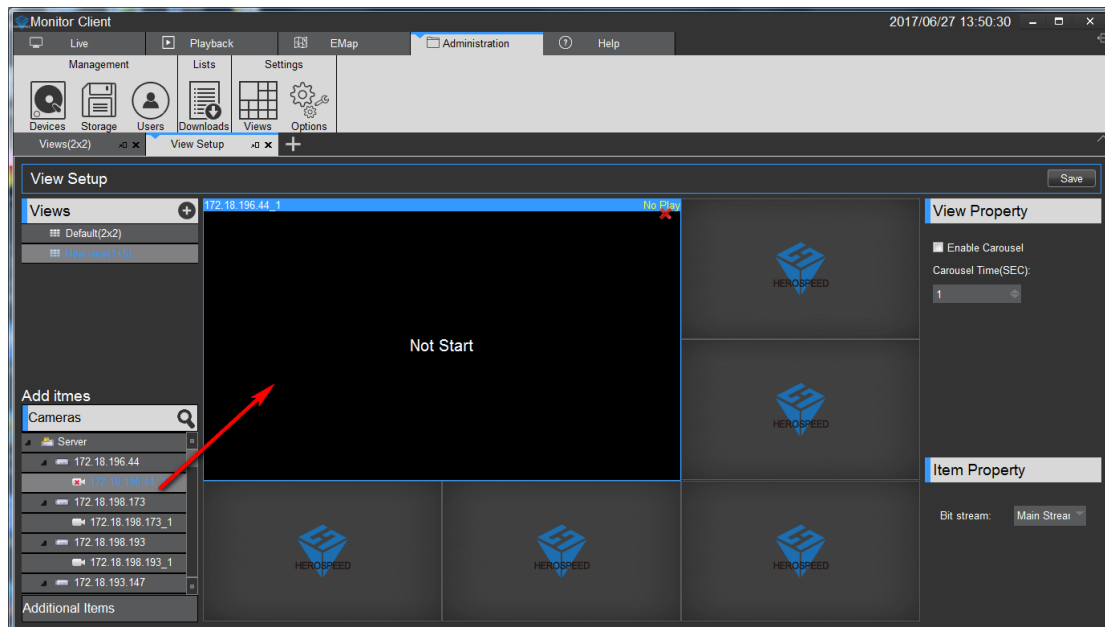 Monitor Client
2017/06/27 13:50:30
Live Playback EMap Administration Help
Management Lists Settings
Devices Storage Users Downloads Views Options
Views(2x2) View Setup
View Setup
Save
Views
Default(2x2)
172.18.196.44_1 No Play
Not Start
HEROSPEED
HEROSPEED
HEROSPEED
HEROSPEED
HEROSPEED
View Property
Enable Carousel
Carousel Time(SEC):
1
Add itmes
Cameras
Server
172.18.196.44
172.18.198.173
172.18.198.173_1
172.18.198.193
172.18.198.193_1
172.18.193.147
Additional Items
Item Property
Bit stream: Main Strear